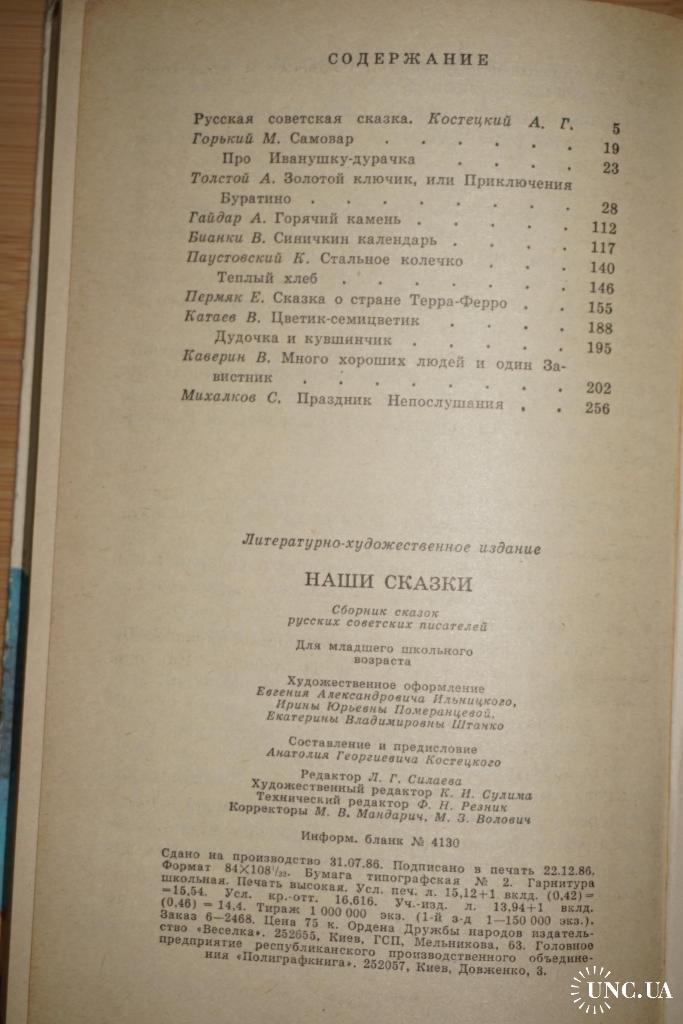 СОДЕРЖАНИЕ
Русская советская сказка. Костецкий А. Г. 5
Горький М. Самовар . . . . . . 19
Про Иванушку-дурачка . . . . 23
Толстой А. Золотой ключик, или Приключения
Буратино . . . . . . . 28
Гайдар А. Горячий камень . . . . . 112
Бианки В. Синичкин календарь . . . . 117
Паустовский К. Стальное колечко . . . 140
Теплый хлеб . . . . . . 146
Пермяк Е. Сказка о стране Терра-Ферро . . 155
Катаев В. Цветик-семицветик . . . . 188
Дудочка и кувшинчик . . . . . 195
Каверин В. Много хороших людей и один За-
вистник . . . . . . . 202
Михалков С. Праздник Непослушания . . 256
Литературно-художественное издание
НАШИ СКАЗКИ
Сборник сказок
русских советских писателей
Для младшего школьного
возраста
Художественное оформление
Евгения Александровича Ильницкого,
Ирины Юрьевны Померанцевой,
Екатерины Владимировны Штанко
Составление и предисловие
Анатолия Георгиевича Костецкого
Редактор Л. Г. Силаева
Художественный редактор К. И. Сулима
Технический редактор Ф. Н. Резник
Корректоры М. В. Мандарич, М. З. Волович
Информ. бланк № 4130
Сдано на производство 31.07.86. Подписано в печать 22.12.86.
Формат 84×108¹/₃₂. Бумага типографская № 2. Гарнитура
школьная. Печать высокая. Усл. печ. л. 15,12+1 вкл. (0,42)=
=15,54. Усл. кр.-отт. 16,616. Уч.-изд. л. 13,94+1 вкл.
(0,46) = 14,4. Тираж 1 000 000 экз. (1-й з-д 1—150 000 экз.).
Заказ 6—2468. Цена 75 к. Ордена Дружбы народов издатель-
ство «Веселка». 252655, Киев, ГСП, Мельникова, 63. Головное
предприятие республиканского производственного объедине-
ния «Полиграфкнига». 252057, Киев, Довженко, 3.
UNC.UA